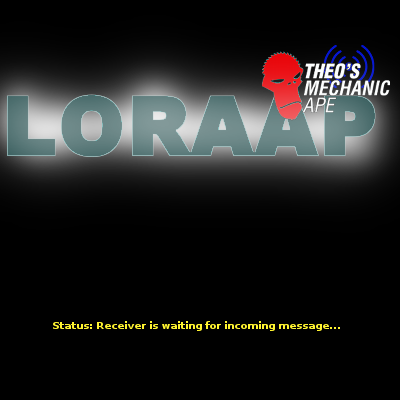 THEO'S
MECHANIC
APE
LORAAP
Status: Receiver is waiting for incoming message...